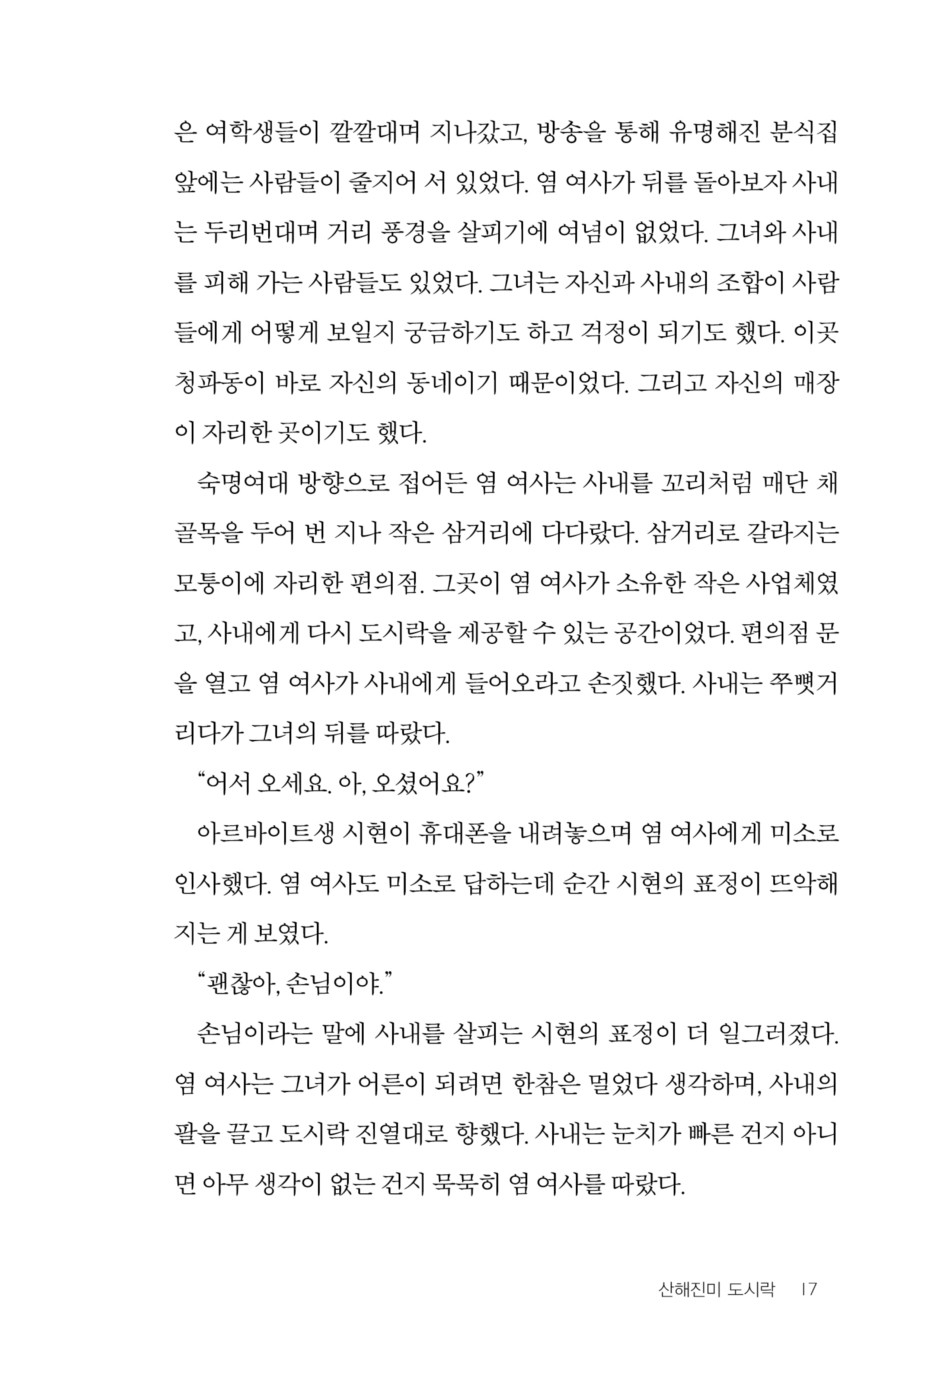 은 여학생들이 깔깔대며 지나갔고, 방송을 통해 유명해진 분식집
앞에는 사람들이 줄지어 서 있었다. 염 여사가 뒤를 돌아보자 사내
는 두리번대며 거리 풍경을 살피기에 여념이 없었다. 그녀와 사내
를 피해 가는 사람들도 있었다. 그녀는 자신과 사내의 조합이 사람
들에게 어떻게 보일지 궁금하기도 하고 걱정이 되기도 했다. 이곳
청파동이 바로 자신의 동네이기 때문이었다. 그리고 자신의 매장
이 자리한 곳이기도 했다.
숙명여대 방향으로 접어든 염 여사는 사내를 꼬리처럼 매단 채
골목을 두어 번 지나 작은 삼거리에 다다랐다. 삼거리로 갈라지는
모퉁이에 자리한 편의점. 그곳이 염 여사가 소유한 작은 사업체였
고, 사내에게 다시 도시락을 제공할 수 있는 공간이었다. 편의점 문
을 열고 염 여사가 사내에게 들어오라고 손짓했다. 사내는 쭈뼛거
리다가 그녀의 뒤를 따랐다.
“어서 오세요. 아, 오셨어요?”
아르바이트생 시현이 휴대폰을 내려놓으며 염 여사에게 미소로
인사했다. 염 여사도 미소로 답하는데 순간 시현의 표정이 뜨악해
지는 게 보였다.
“괜찮아, 손님이야.”
손님이라는 말에 사내를 살피는 시현의 표정이 더 일그러졌다.
염 여사는 그녀가 어른이 되려면 한참은 멀었다 생각하며, 사내의
팔을 끌고 도시락 진열대로 향했다. 사내는 눈치가 빠른 건지 아니
면 아무 생각이 없는 건지 묵묵히 염 여사를 따랐다.
산해진미 도시락 17